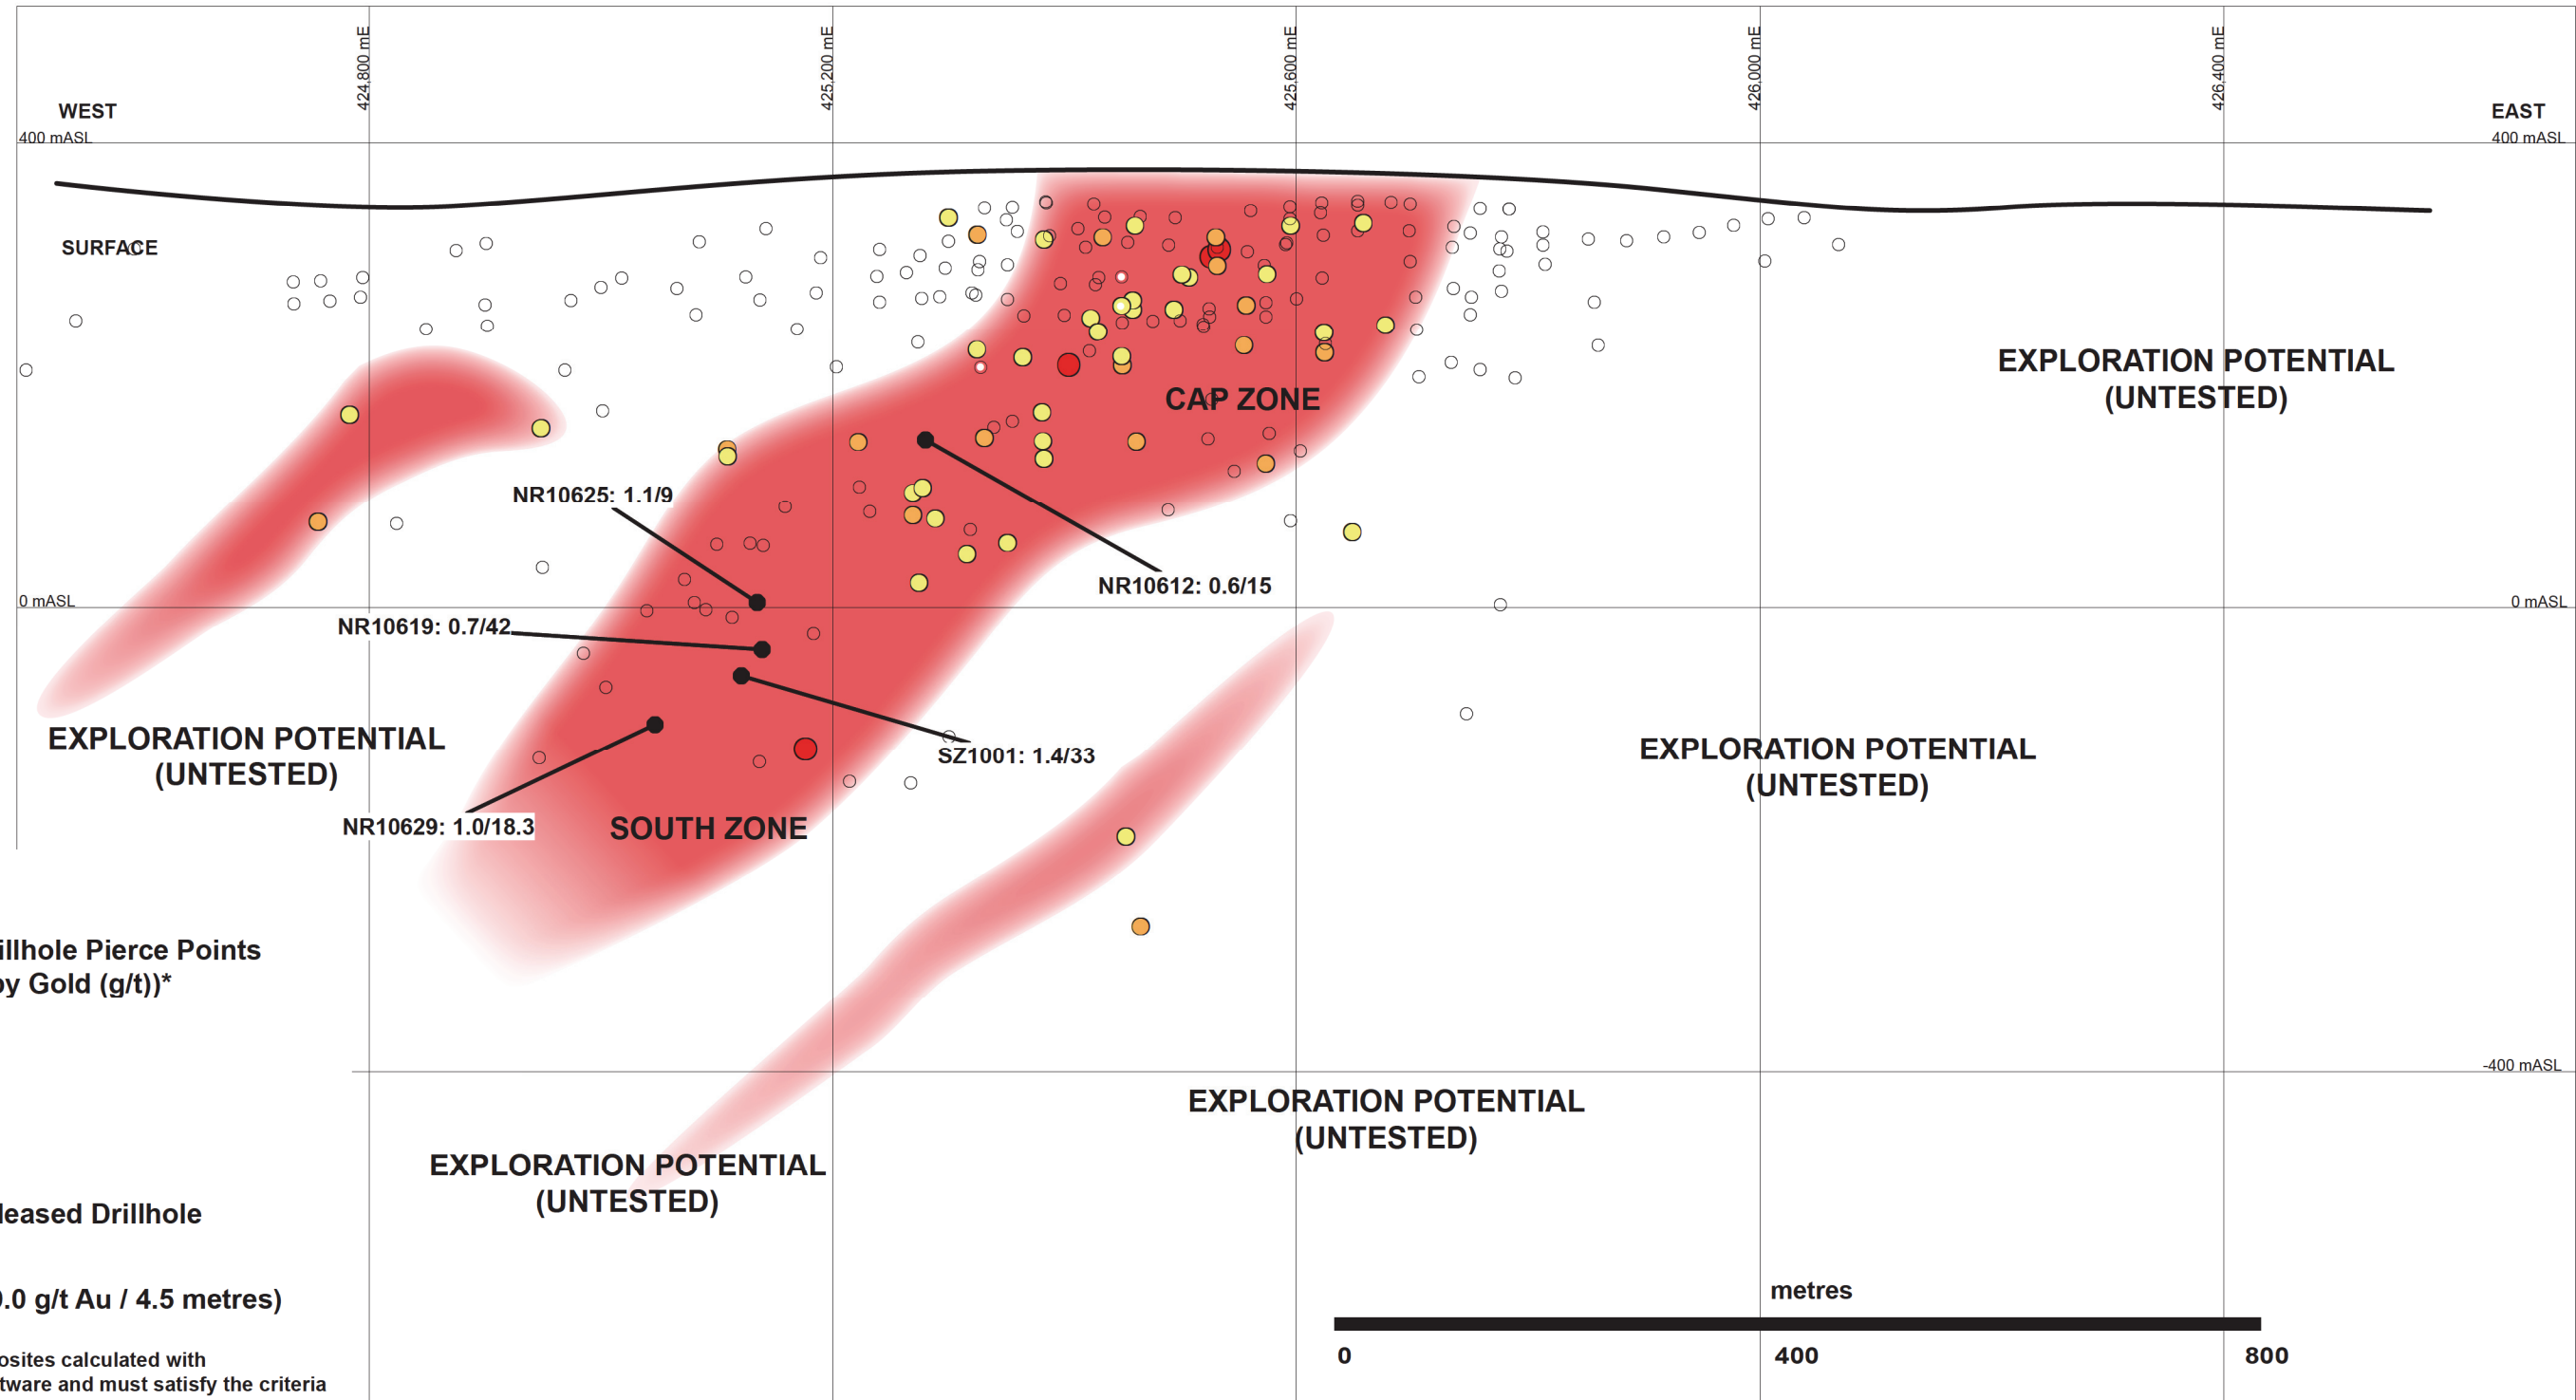 424,800 mE
425,200 mE
425,600 mE
426,000 mE
426,400 mE
WEST
EAST
400 mASL
400 mASL
SURFACE
EXPLORATION POTENTIAL
(UNTESTED)
CAP ZONE
NR10625: 1.1/9
NR10612: 0.6/15
0 mASL
0 mASL
NR10619: 0.7/42
EXPLORATION POTENTIAL
(UNTESTED)
SZ1001: 1.4/33
EXPLORATION POTENTIAL
(UNTESTED)
NR10629: 1.0/18.3
SOUTH ZONE
illhole Pierce Points
by Gold (g/t))*
-400 mASL
EXPLORATION POTENTIAL
(UNTESTED)
EXPLORATION POTENTIAL
(UNTESTED)
leased Drillhole
.0 g/t Au / 4.5 metres)
metres
0 400 800
osites calculated with
tware and must satisfy the criteria